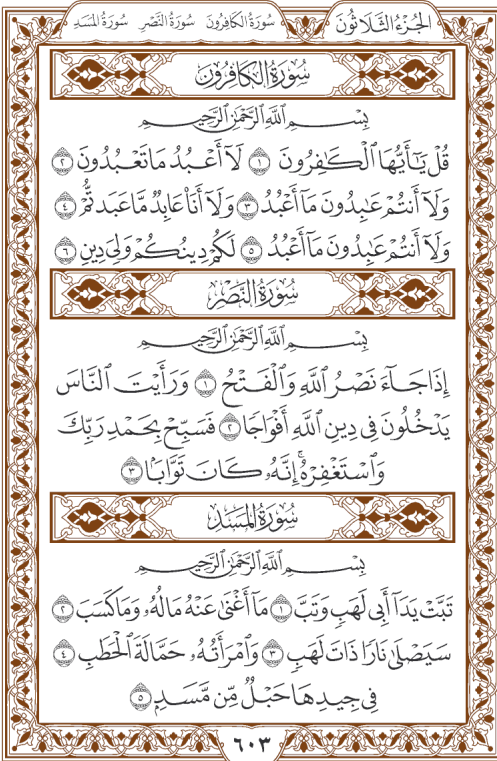 الجُزْءُ الثَّلَاثُونَ سُورَةُ الكَافِرُونَ سُورَةُ النَّصْرِ سُورَةُ المَسَدِ
سُورَةُ الكَافِرُونَ
بِسْمِ ٱللَّهِ ٱلرَّحْمَٰنِ ٱلرَّحِيمِ
قُلْ يَٰٓأَيُّهَا ٱلْكَٰفِرُونَ ١ لَآ أَعْبُدُ مَا تَعْبُدُونَ ٢
وَلَآ أَنتُمْ عَٰبِدُونَ مَآ أَعْبُدُ ٣ وَلَآ أَنَا۠ عَابِدٌ مَّا عَبَدتُّمْ ٤
وَلَآ أَنتُمْ عَٰبِدُونَ مَآ أَعْبُدُ ٥ لَكُمْ دِينُكُمْ وَلِيَ دِينِ ٦
سُورَةُ النَّصْرِ
بِسْمِ ٱللَّهِ ٱلرَّحْمَٰنِ ٱلرَّحِيمِ
إِذَا جَآءَ نَصْرُ ٱللَّهِ وَٱلْفَتْحُ ١ وَرَأَيْتَ ٱلنَّاسَ
يَدْخُلُونَ فِي دِينِ ٱللَّهِ أَفْوَاجًا ٢ فَسَبِّحْ بِحَمْدِ رَبِّكَ
وَٱسْتَغْفِرْهُۚ إِنَّهُۥ كَانَ تَوَّابًۢا ٣
سُورَةُ المَسَدِ
بِسْمِ ٱللَّهِ ٱلرَّحْمَٰنِ ٱلرَّحِيمِ
تَبَّتْ يَدَآ أَبِي لَهَبٍ وَتَبَّ ١ مَآ أَغْنَىٰ عَنْهُ مَالُهُۥ وَمَا كَسَبَ ٢
سَيَصْلَىٰ نَارًا ذَاتَ لَهَبٍ ٣ وَٱمْرَأَتُهُۥ حَمَّالَةَ ٱلْحَطَبِ ٤
فِي جِيدِهَا حَبْلٌ مِّن مَّسَدٍۭ ٥
٦٠٣